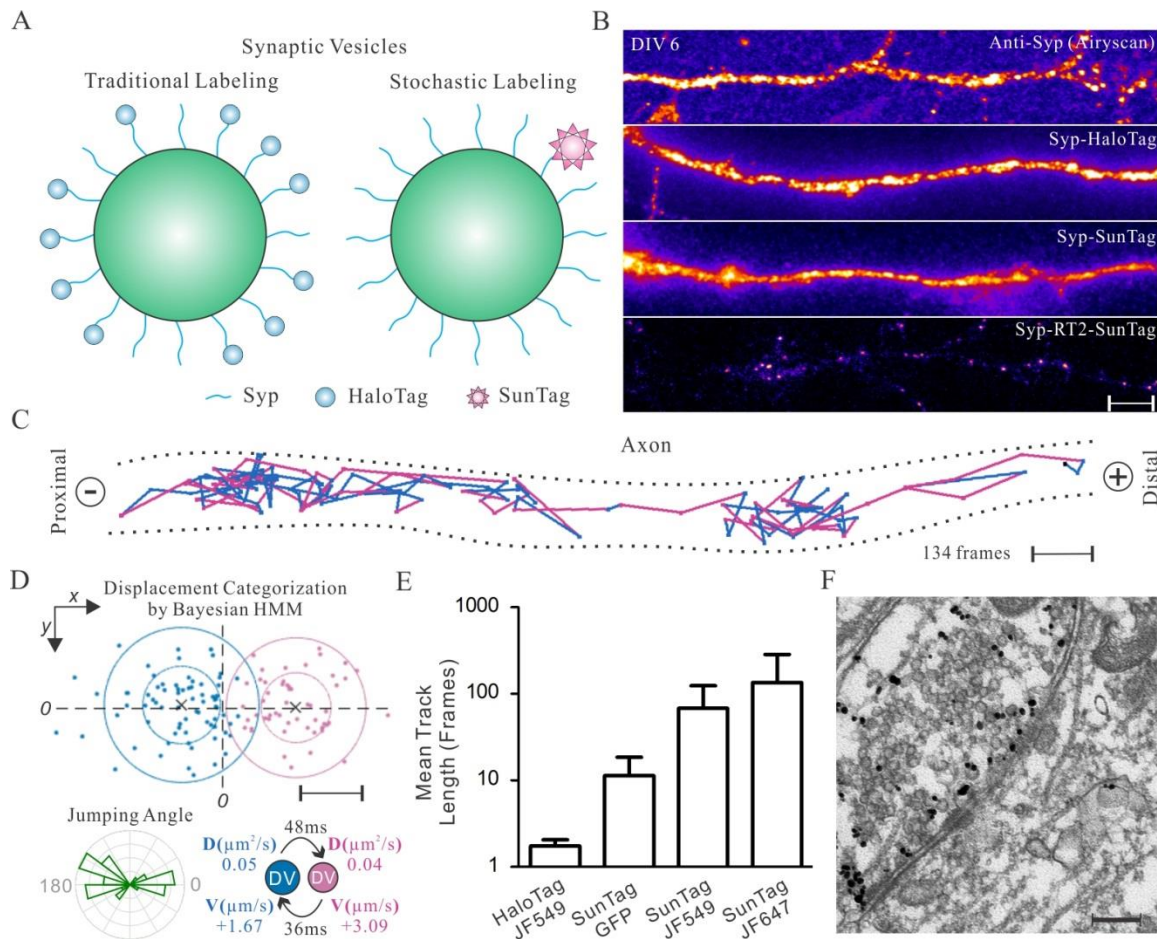 A
Synaptic Vesicles
Traditional Labeling
Stochastic Labeling
Syp
HaloTag
SunTag
B
DIV 6
Anti-Syp (Airyscan)
Syp-HaloTag
Syp-SunTag
Syp-RT2-SunTag
C
Axon
Proximal
-
+
Distal
134 frames
D
Displacement Categorization
by Bayesian HMM
x
y
0
0
Jumping Angle
180
0
48ms
D(µm²/s)
0.05
D(µm²/s)
0.04
DV
DV
V(µm/s)
+1.67
V(µm/s)
+3.09
36ms
E
Mean Track
Length (Frames)
1000
100
10
1
HaloTag
JF549
SunTag
GFP
SunTag
JF549
SunTag
JF647
F